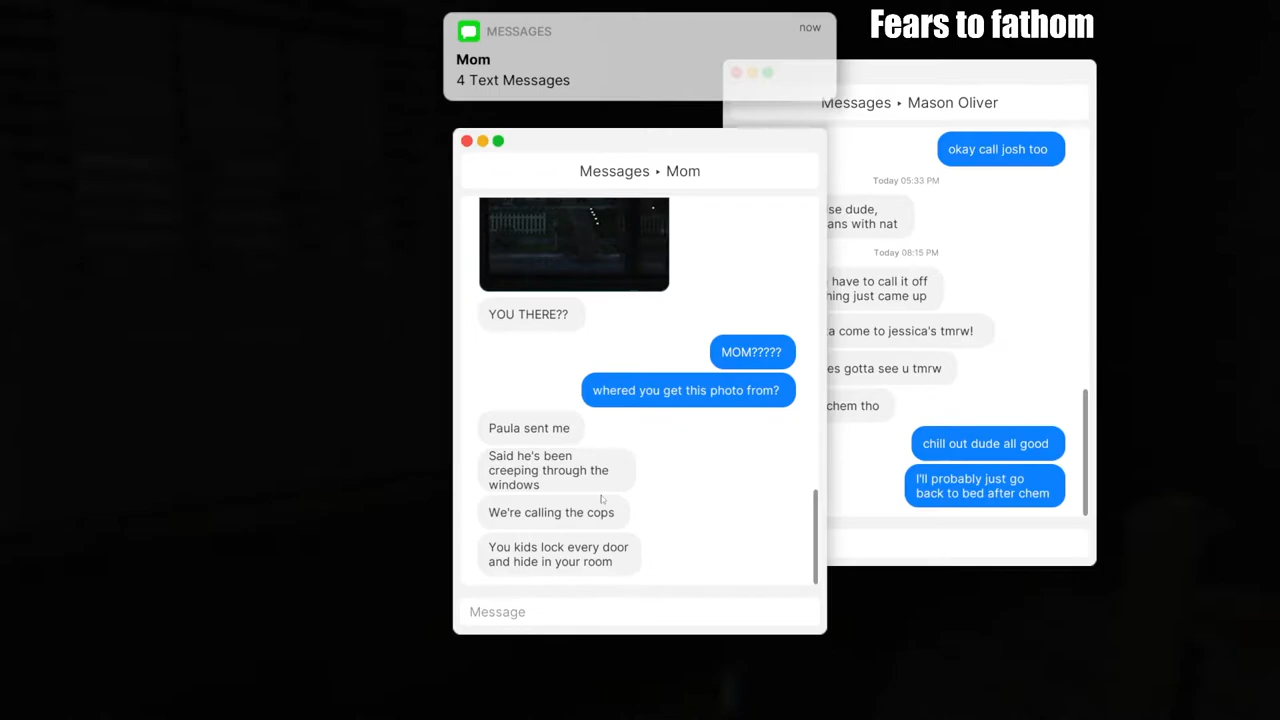 MESSAGES
now
Mom
4 Text Messages
Fears to fathom
Messages ‣ Mom
YOU THERE??
MOM?????
whered you get this photo from?
Paula sent me
Said he's been
creeping through the
windows
We're calling the cops
You kids lock every door
and hide in your room
Message
Messages ‣ Mason Oliver
okay call josh too
Today 05:33 PM
dude,
with nat
Today 08:15 PM
have to call it off
just came up
come to jessica's tmrw!
gotta see u tmrw
chem tho
chill out dude all good
I'll probably just go
back to bed after chem